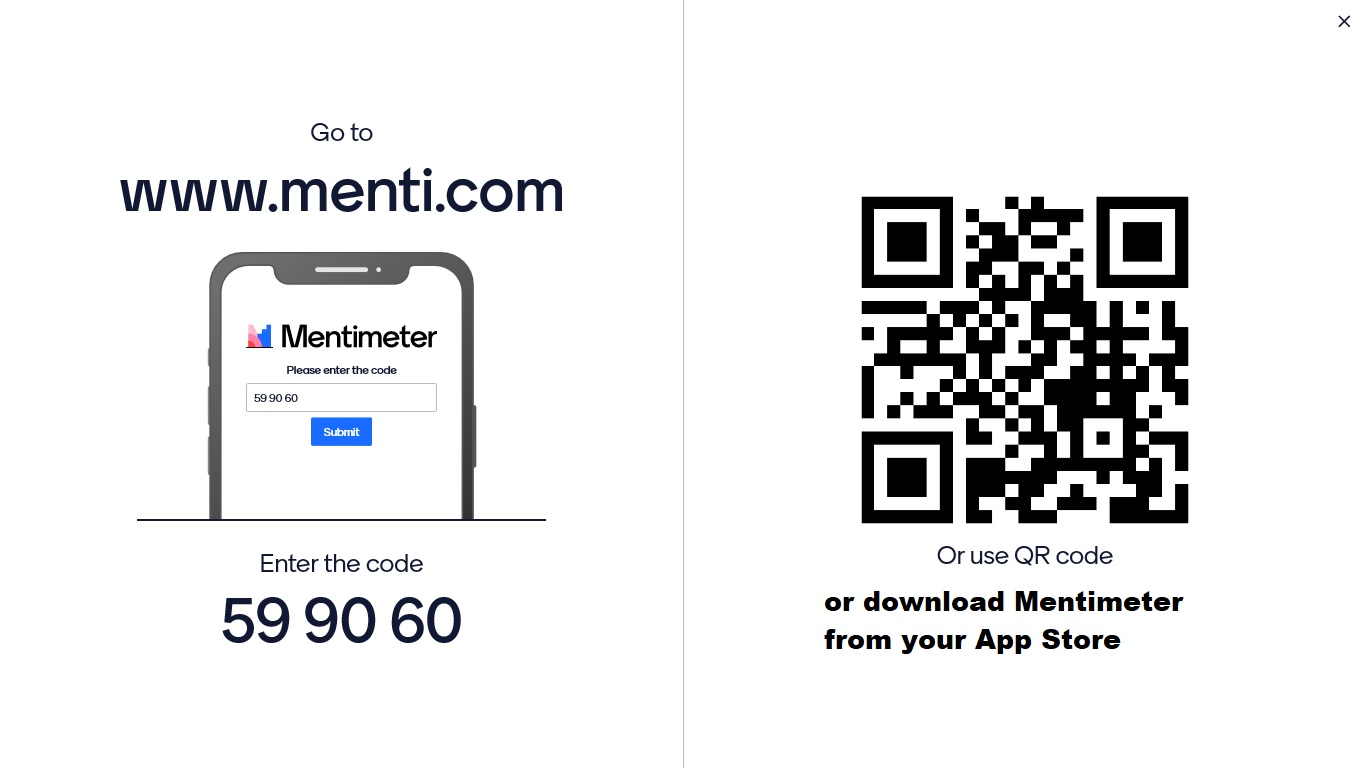 Go to
www.menti.com
Mentimeter
Please enter the code
59 90 60
Submit
Enter the code
59 90 60
Or use QR code
or download Mentimeter
from your App Store